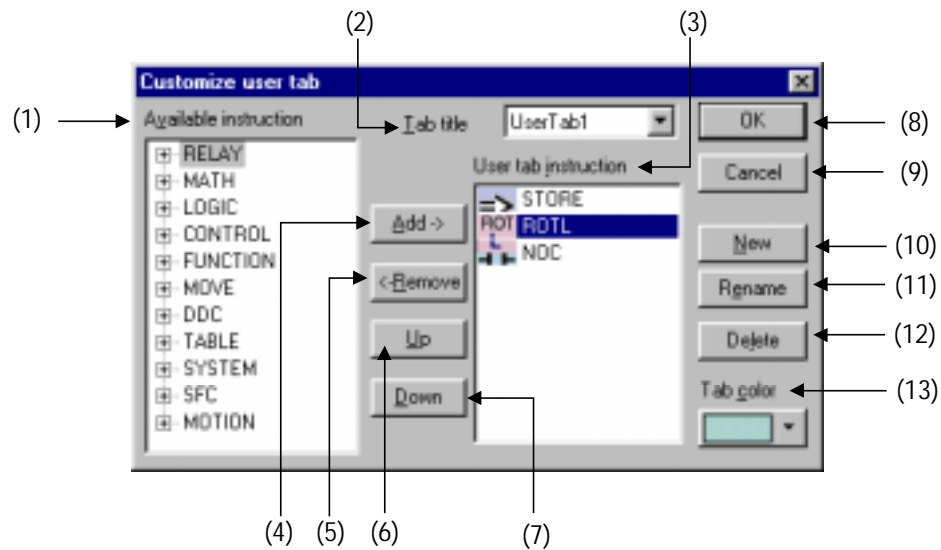 (2)
(3)
Customize user tab
(1)
Available instruction
Tab title
UserTab1
OK
(8)
RELAY
MATH
LOGIC
CONTROL
FUNCTION
MOVE
DDC
TABLE
SYSTEM
SFC
MOTION
User tab instruction
STORE
ROT ROTL
L
NOC
Add ->
<-Remove
Up
Down
Cancel
(9)
New
(10)
Rename
(11)
Delete
(12)
Tab color
(13)
(4)
(5)
(6)
(7)